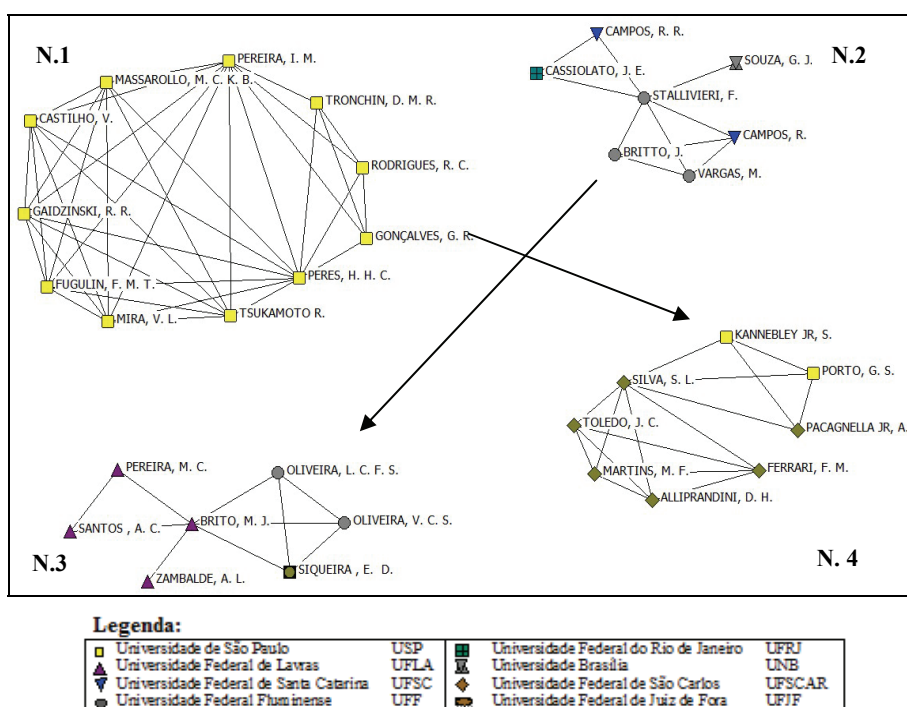 N.1
PEREIRA, I. M.
MASSAROLLO, M. C. K. B.
TRONCHIN, D. M. R.
CASTILHO, V.
RODRIGUES, R. C.
GAIDZINSKI, R. R.
GONÇALVES, G. R.
PERES, H. H. C.
FUGULIN, F. M. T.
MIRA, V. L.
TSUKAMOTO R.
N.2
CAMPOS, R. R.
SOUZA, G. J.
CASSIOLATO, J. E.
STALLIVIERI, F.
CAMPOS, R.
BRITTO, J.
VARGAS, M.
N.3
PEREIRA, M. C.
OLIVEIRA, L. C. F. S.
SANTOS , A. C.
BRITO, M. J.
OLIVEIRA, V. C. S.
SIQUEIRA , E. D.
ZAMBALDE, A. L.
N. 4
KANNEBLEY JR, S.
SILVA, S. L.
PORTO, G. S.
TOLEDO, J. C.
PACAGNELLA JR, A.
MARTINS, M. F.
FERRARI, F. M.
ALLIPRANDINI, D. H.
Legenda:
Universidade de São Paulo USP
Universidade Federal de Lavras UFLA
Universidade Federal de Santa Catarina UFSC
Universidade Federal Fluminense UFF
Universidade Federal do Rio de Janeiro UFRJ
Universidade Brasília UNB
Universidade Federal de São Carlos UFSCAR
Universidade Federal de Juiz de Fora UFJF